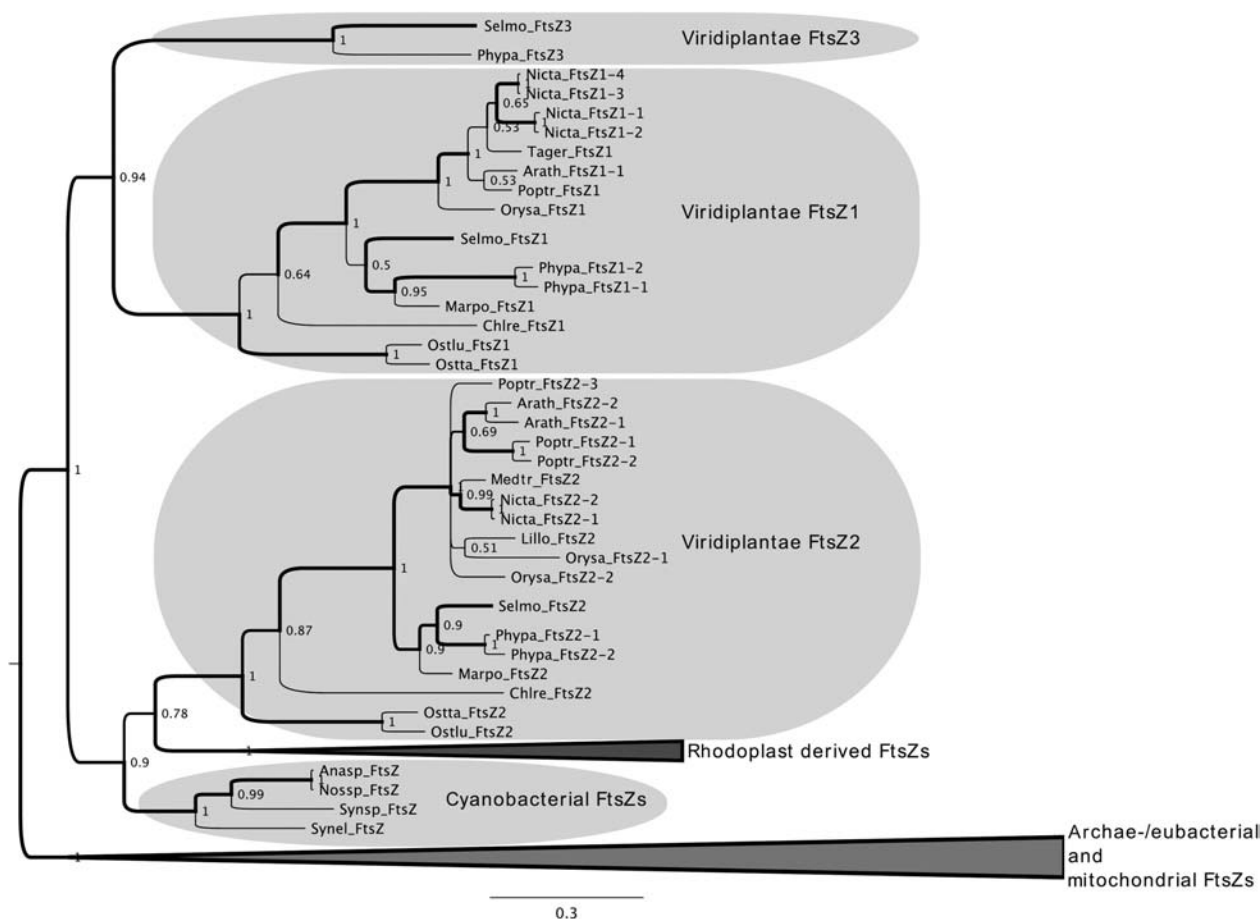 Selmo_FtsZ3
1
Viridiplantae FtsZ3
Phypa_FtsZ3
Nicta_FtsZ1-4
1
Nicta_FtsZ1-3
0.65
Nicta_FtsZ1-1
1
Nicta_FtsZ1-2
0.53
Tager_FtsZ1
1
Arath_FtsZ1-1
0.94
1
0.53
Poptr_FtsZ1
Orysa_FtsZ1
Viridiplantae FtsZ1
1
Selmo_FtsZ1
0.5
Phypa_FtsZ1-2
0.64
1
Phypa_FtsZ1-1
0.95
Marpo_FtsZ1
1
Chlre_FtsZ1
Ostlu_FtsZ1
1
Ostta_FtsZ1
Poptr_FtsZ2-3
Arath_FtsZ2-2
1
Arath_FtsZ2-1
0.69
Poptr_FtsZ2-1
1
Poptr_FtsZ2-2
1
Medtr_FtsZ2
0.99
Nicta_FtsZ2-2
1
Nicta_FtsZ2-1
Lillo_FtsZ2
0.51
Viridiplantae FtsZ2
Orysa_FtsZ2-1
1
Orysa_FtsZ2-2
Selmo_FtsZ2
0.9
0.87
Phypa_FtsZ2-1
1
0.9
Phypa_FtsZ2-2
Marpo_FtsZ2
1
Chlre_FtsZ2
0.78
Ostta_FtsZ2
1
Ostlu_FtsZ2
1
Rhodoplast derived FtsZs
0.9
Anasp_FtsZ
1
Nossp_FtsZ
0.99
Cyanobacterial FtsZs
1
Synsp_FtsZ
Synel_FtsZ
1
Archae-/eubacterial
and
mitochondrial FtsZs
0.3